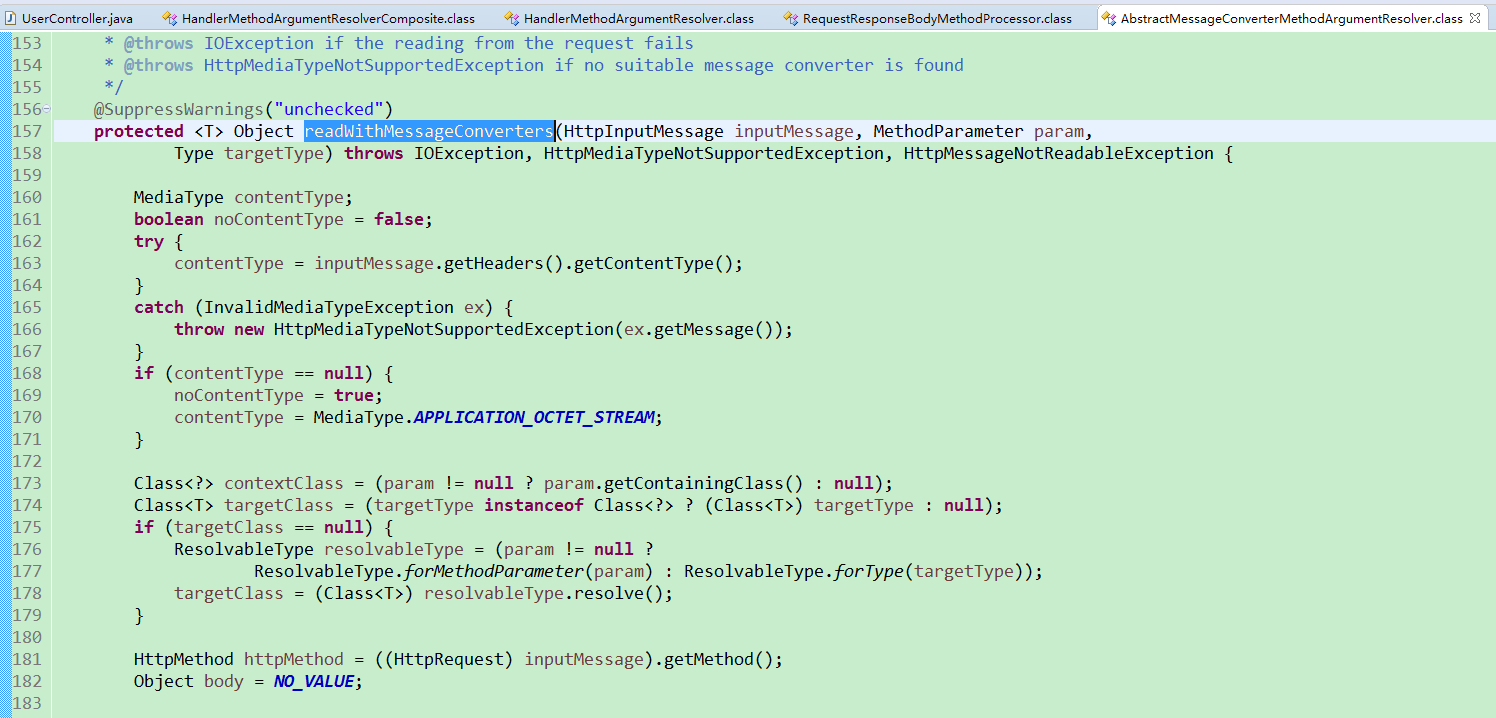 UserController.java HandlerMethodArgumentResolverComposite.class HandlerMethodArgumentResolver.class RequestResponseBodyMethodProcessor.class AbstractMessageConverterMethodArgumentResolver.class
153 * @throws IOException if the reading from the request fails
154 * @throws HttpMediaTypeNotSupportedException if no suitable message converter is found
155 */
156 @SuppressWarnings("unchecked")
157 protected <T> Object readWithMessageConverters(HttpInputMessage inputMessage, MethodParameter param,
158 Type targetType) throws IOException, HttpMediaTypeNotSupportedException, HttpMessageNotReadableException {
159
160 MediaType contentType;
161 boolean noContentType = false;
162 try {
163 contentType = inputMessage.getHeaders().getContentType();
164 }
165 catch (InvalidMediaTypeException ex) {
166 throw new HttpMediaTypeNotSupportedException(ex.getMessage());
167 }
168 if (contentType == null) {
169 noContentType = true;
170 contentType = MediaType.APPLICATION_OCTET_STREAM;
171 }
172
173 Class<?> contextClass = (param != null ? param.getContainingClass() : null);
174 Class<T> targetClass = (targetType instanceof Class<?> ? (Class<T>) targetType : null);
175 if (targetClass == null) {
176 ResolvableType resolvableType = (param != null ?
177 ResolvableType.forMethodParameter(param) : ResolvableType.forType(targetType));
178 targetClass = (Class<T>) resolvableType.resolve();
179 }
180
181 HttpMethod httpMethod = ((HttpRequest) inputMessage).getMethod();
182 Object body = NO_VALUE;
183